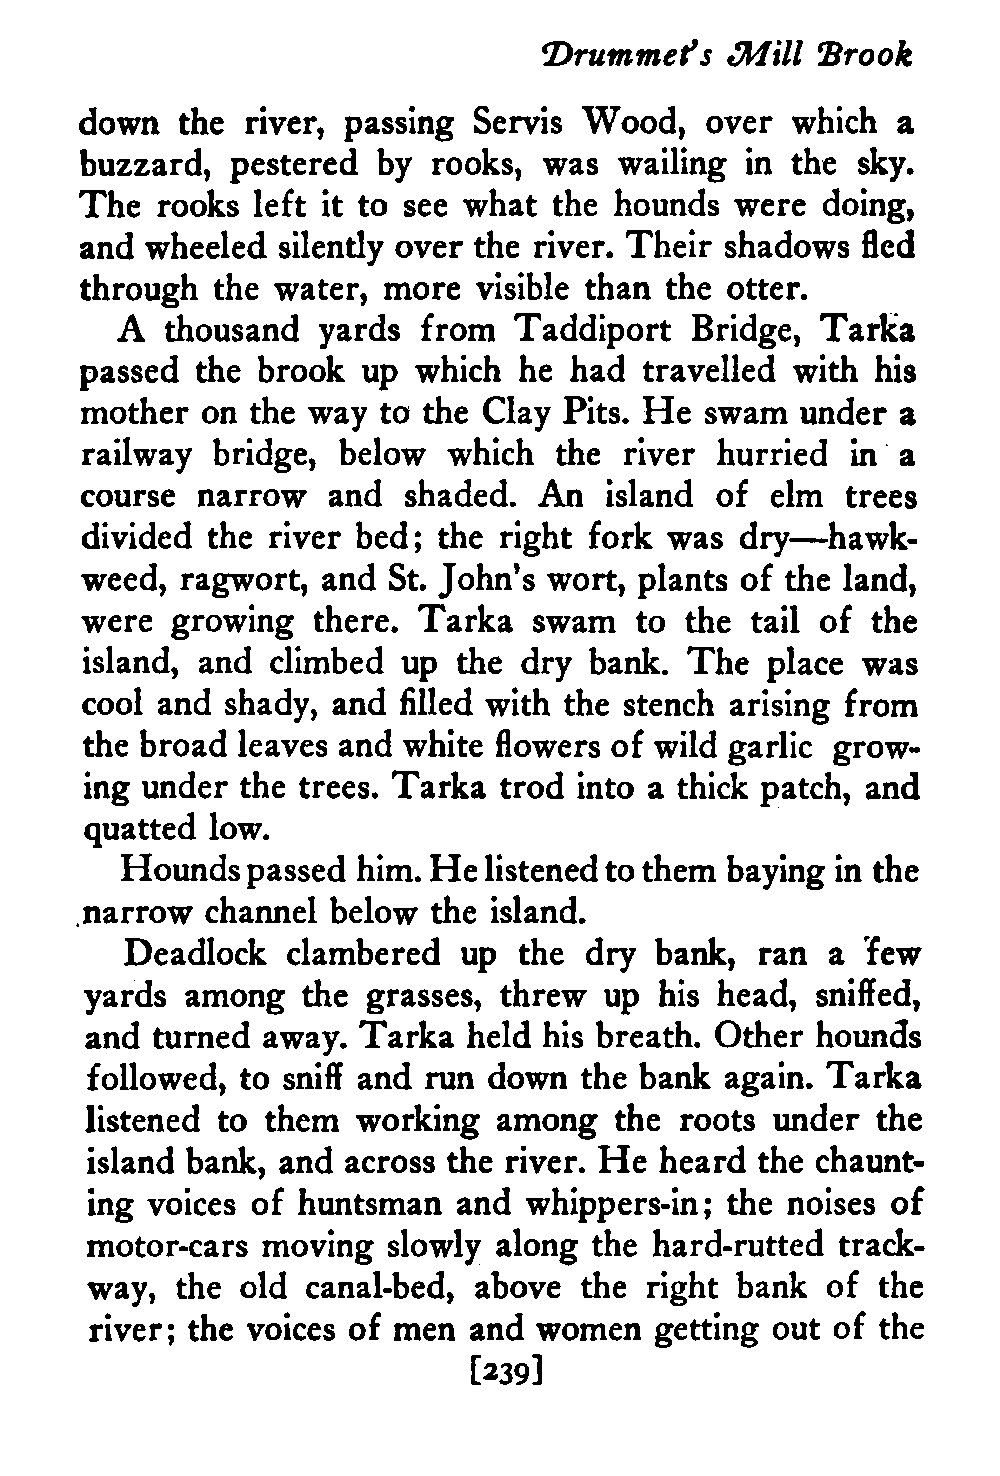 Drummet's Mill Brook
down the river, passing Servis Wood, over which a
buzzard, pestered by rooks, was wailing in the sky.
The rooks left it to see what the hounds were doing,
and wheeled silently over the river. Their shadows fled
through the water, more visible than the otter.
A thousand yards from Taddiport Bridge, Tarka
passed the brook up which he had travelled with his
mother on the way to the Clay Pits. He swam under a
railway bridge, below which the river hurried in a
course narrow and shaded. An island of elm trees
divided the river bed; the right fork was dry—hawk-
weed, ragwort, and St. John's wort, plants of the land,
were growing there. Tarka swam to the tail of the
island, and climbed up the dry bank. The place was
cool and shady, and filled with the stench arising from
the broad leaves and white flowers of wild garlic grow-
ing under the trees. Tarka trod into a thick patch, and
quatted low.
Hounds passed him. He listened to them baying in the
narrow channel below the island.
Deadlock clambered up the dry bank, ran a few
yards among the grasses, threw up his head, sniffed,
and turned away. Tarka held his breath. Other hounds
followed, to sniff and run down the bank again. Tarka
listened to them working among the roots under the
island bank, and across the river. He heard the chaunt-
ing voices of huntsman and whippers-in; the noises of
motor-cars moving slowly along the hard-rutted track-
way, the old canal-bed, above the right bank of the
river; the voices of men and women getting out of the
[239]